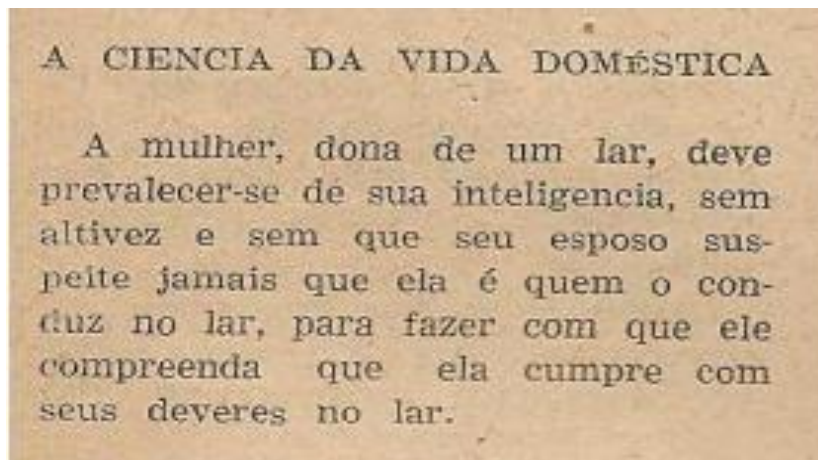 A CIENCIA DA VIDA DOMÉSTICA
A mulher, dona de um lar, deve
prevalecer-se de sua inteligencia, sem
altivez e sem que seu esposo sus-
peite jamais que ela é quem o con-
duz no lar, para fazer com que ele
compreenda que ela cumpre com
seus deveres no lar.